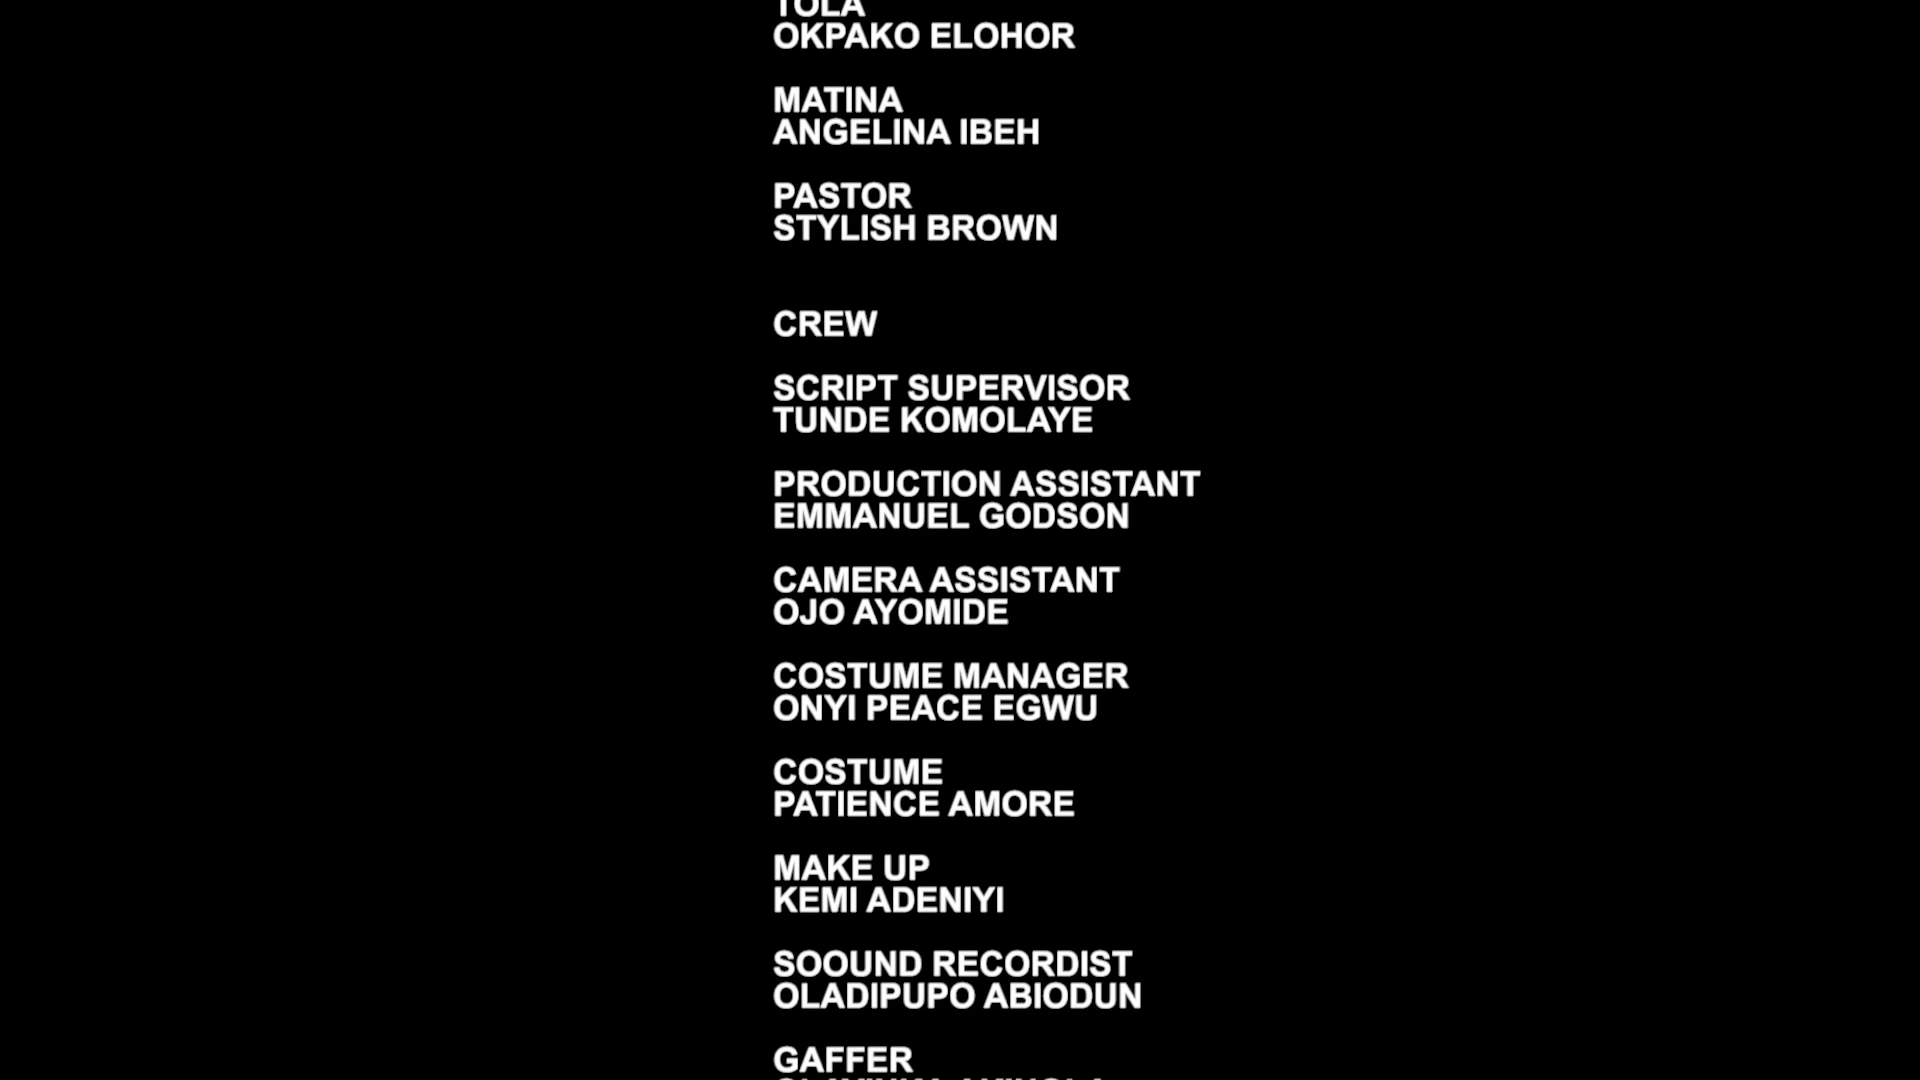 TOLA
OKPAKO ELOHOR
MATINA
ANGELINA IBEH
PASTOR
STYLISH BROWN
CREW
SCRIPT SUPERVISOR
TUNDE KOMOLAYE
PRODUCTION ASSISTANT
EMMANUEL GODSON
CAMERA ASSISTANT
OJO AYOMIDE
COSTUME MANAGER
ONYI PEACE EGWU
COSTUME
PATIENCE AMORE
MAKE UP
KEMI ADENIYI
SOOUND RECORDIST
OLADIPUPO ABIODUN
GAFFER